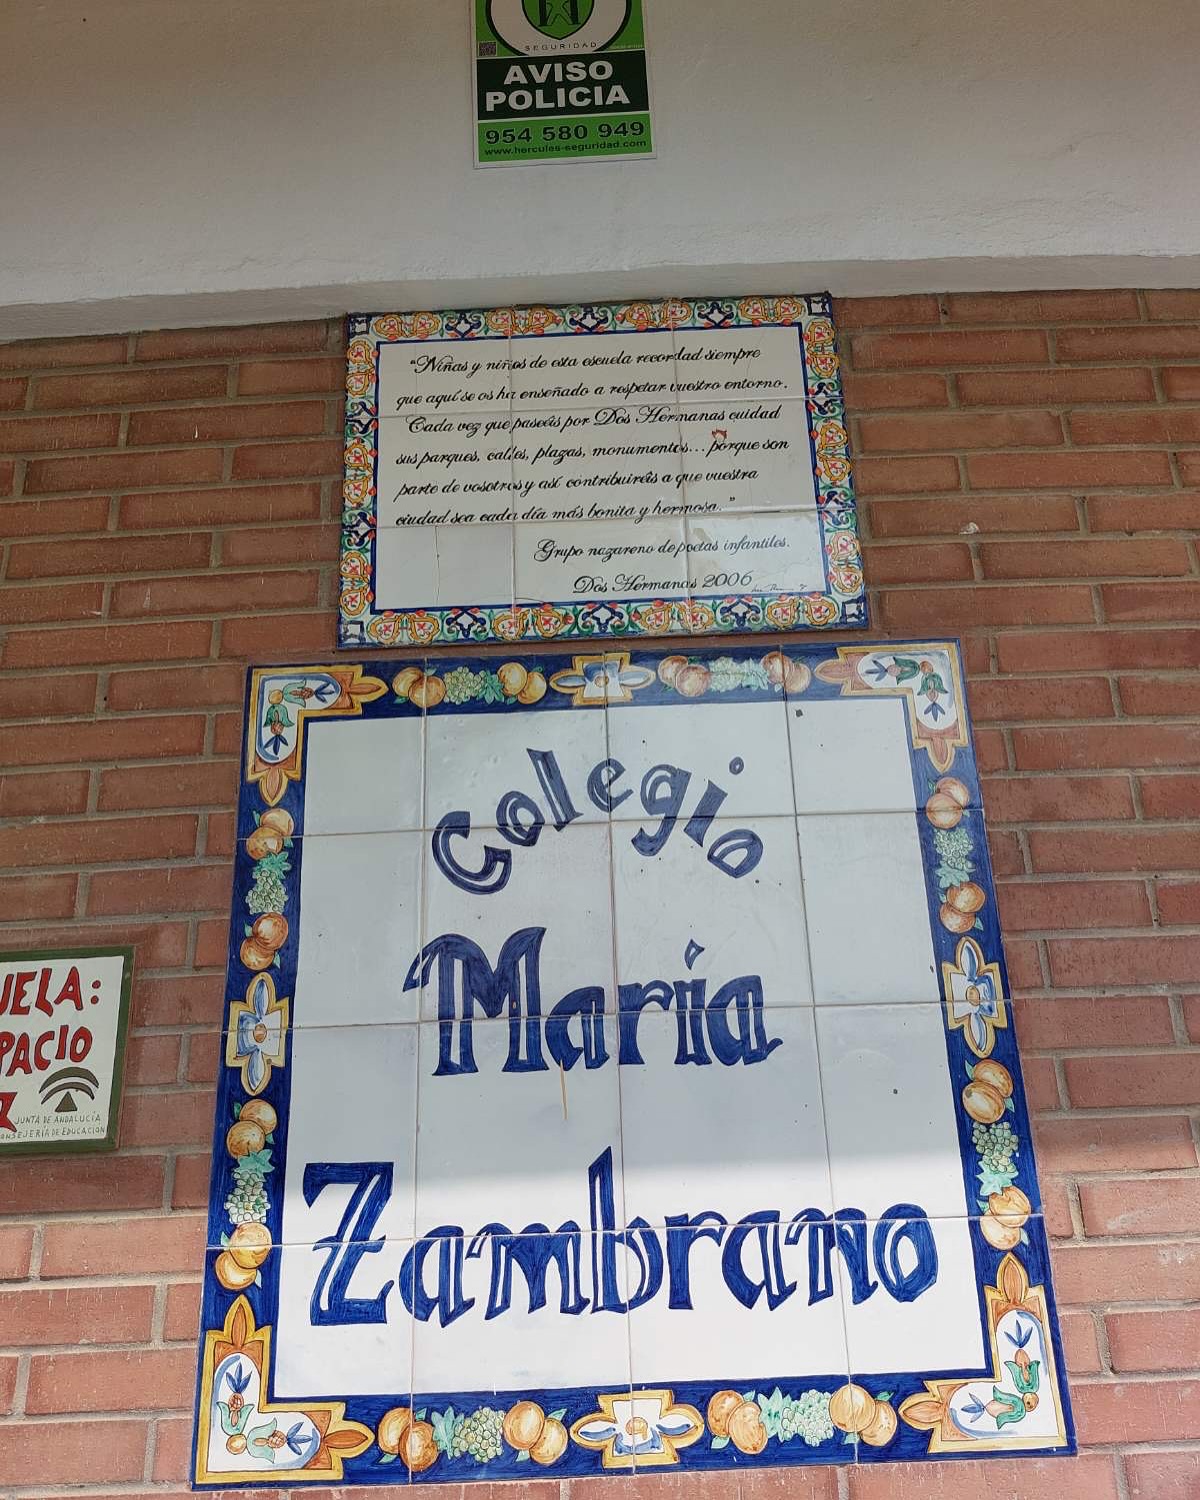 SEGURIDAD
AVISO
POLICIA
954 580 949
www.hercules-seguridad.com
“Niñas y niños de esta escuela recordad siempre
que aquí se os ha enseñado a respetar vuestro entorno.
Cada vez que paseéis por Dos Hermanas cuidad
sus parques, calles, plazas, monumentos... porque son
parte de vosotros y así contribuiréis a que vuestra
ciudad sea cada día más bonita y hermosa.”
Grupo nazareno de poetas infantiles.
Dos Hermanas 2006
Colegio
María
Zambrano
UELA:
PACIO
Z
JUNTA DE ANDALUCÍA
ONSEJERÍA DE EDUCACIÓN